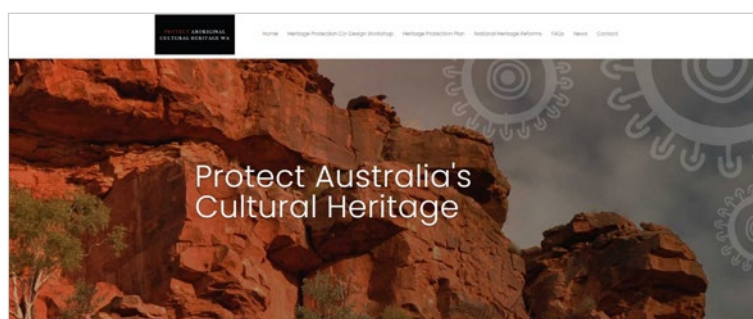 PROTECT ABORIGINAL
CULTURAL HERITAGE WA
Home Heritage Protection Co-Design Workshop Heritage Protection Plan National Heritage Reforms FAQs News Contact
Protect Australia's
Cultural Heritage